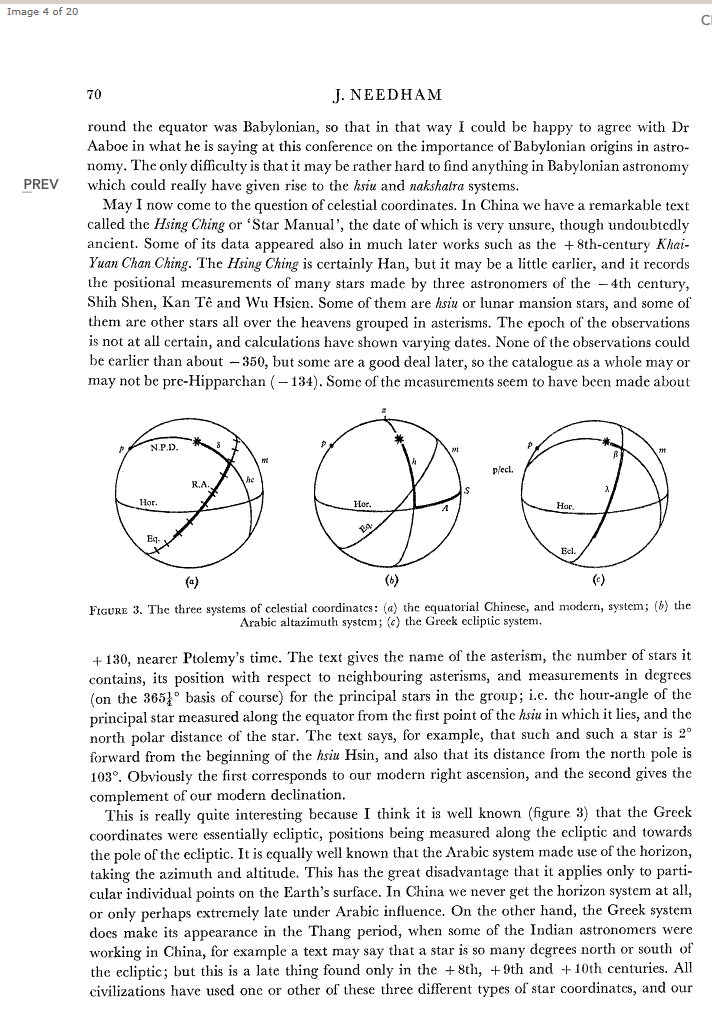 Image 4 of 20
Cl
70
J. NEEDHAM
round the equator was Babylonian, so that in that way I could be happy to agree with Dr
Aaboe in what he is saying at this conference on the importance of Babylonian origins in astro-
nomy. The only difficulty is that it may be rather hard to find anything in Babylonian astronomy
PREV
which could really have given rise to the hsiu and nakshatra systems.
May I now come to the question of celestial coordinates. In China we have a remarkable text
called the Hsing Ching or ‘Star Manual’, the date of which is very unsure, though undoubtedly
ancient. Some of its data appeared also in much later works such as the +8th-century Khai-
Yuan Chan Ching. The Hsing Ching is certainly Han, but it may be a little earlier, and it records
the positional measurements of many stars made by three astronomers of the −4th century,
Shih Shen, Kan Tê and Wu Hsien. Some of them are hsiu or lunar mansion stars, and some of
them are other stars all over the heavens grouped in asterisms. The epoch of the observations
is not at all certain, and calculations have shown varying dates. None of the observations could
be earlier than about −350, but some are a good deal later, so the catalogue as a whole may or
may not be pre-Hipparchan (−134). Some of the measurements seem to have been made about
P
N.P.D.
δ
m
R.A.
hc
Hor.
Eq.
(a)
z
P
m
h
Hor.
S
A
Eq.
(b)
P
p/ecl.
β
m
λ
Hor.
Ecl.
(c)
FIGURE 3. The three systems of celestial coordinates: (a) the equatorial Chinese, and modern, system; (b) the
Arabic altazimuth system; (c) the Greek ecliptic system.
+130, nearer Ptolemy’s time. The text gives the name of the asterism, the number of stars it
contains, its position with respect to neighbouring asterisms, and measurements in degrees
(on the 365¼° basis of course) for the principal stars in the group; i.e. the hour-angle of the
principal star measured along the equator from the first point of the hsiu in which it lies, and the
north polar distance of the star. The text says, for example, that such and such a star is 2°
forward from the beginning of the hsiu Hsin, and also that its distance from the north pole is
103°. Obviously the first corresponds to our modern right ascension, and the second gives the
complement of our modern declination.
This is really quite interesting because I think it is well known (figure 3) that the Greek
coordinates were essentially ecliptic, positions being measured along the ecliptic and towards
the pole of the ecliptic. It is equally well known that the Arabic system made use of the horizon,
taking the azimuth and altitude. This has the great disadvantage that it applies only to parti-
cular individual points on the Earth’s surface. In China we never get the horizon system at all,
or only perhaps extremely late under Arabic influence. On the other hand, the Greek system
does make its appearance in the Thang period, when some of the Indian astronomers were
working in China, for example a text may say that a star is so many degrees north or south of
the ecliptic; but this is a late thing found only in the +8th, +9th and +10th centuries. All
civilizations have used one or other of these three different types of star coordinates, and our